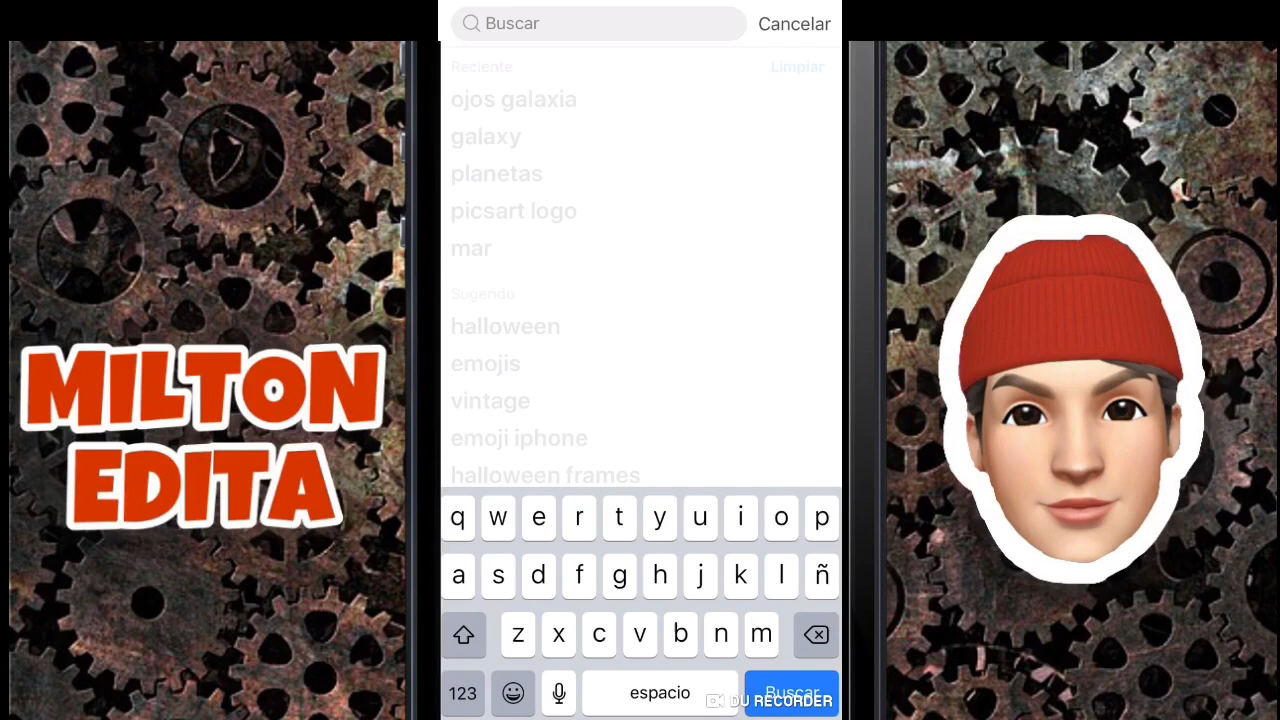 Buscar
Cancelar
Reciente
Limpiar
ojos galaxia
galaxy
planetas
picsart logo
mar
Sugerido
halloween
emojis
vintage
emoji iphone
halloween frames
MILTON
EDITA
q w e r t y u i o p
a s d f g h j k l ñ
z x c v b n m
123
espacio
Buscar
DU RECORDER